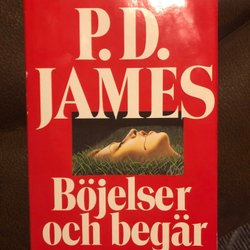 P. D.
JAMES
Böjelser
och begär